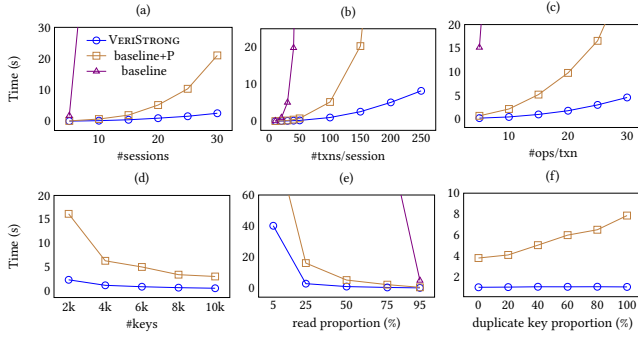 (a)
(b)
(c)
Time (s)
30
20
10
0
VERISTRONG
baseline+P
baseline
10
20
30
#sessions
20
10
0
10
50
100
150
200
250
#txns/session
20
15
10
5
0
10
20
30
#ops/txn
(d)
(e)
(f)
Time (s)
20
15
10
5
0
2k
4k
6k
8k
10k
#keys
60
40
20
0
5
25
50
75
95
read proportion (%)
10
8
6
4
2
0
20
40
60
80
100
duplicate key proportion (%)